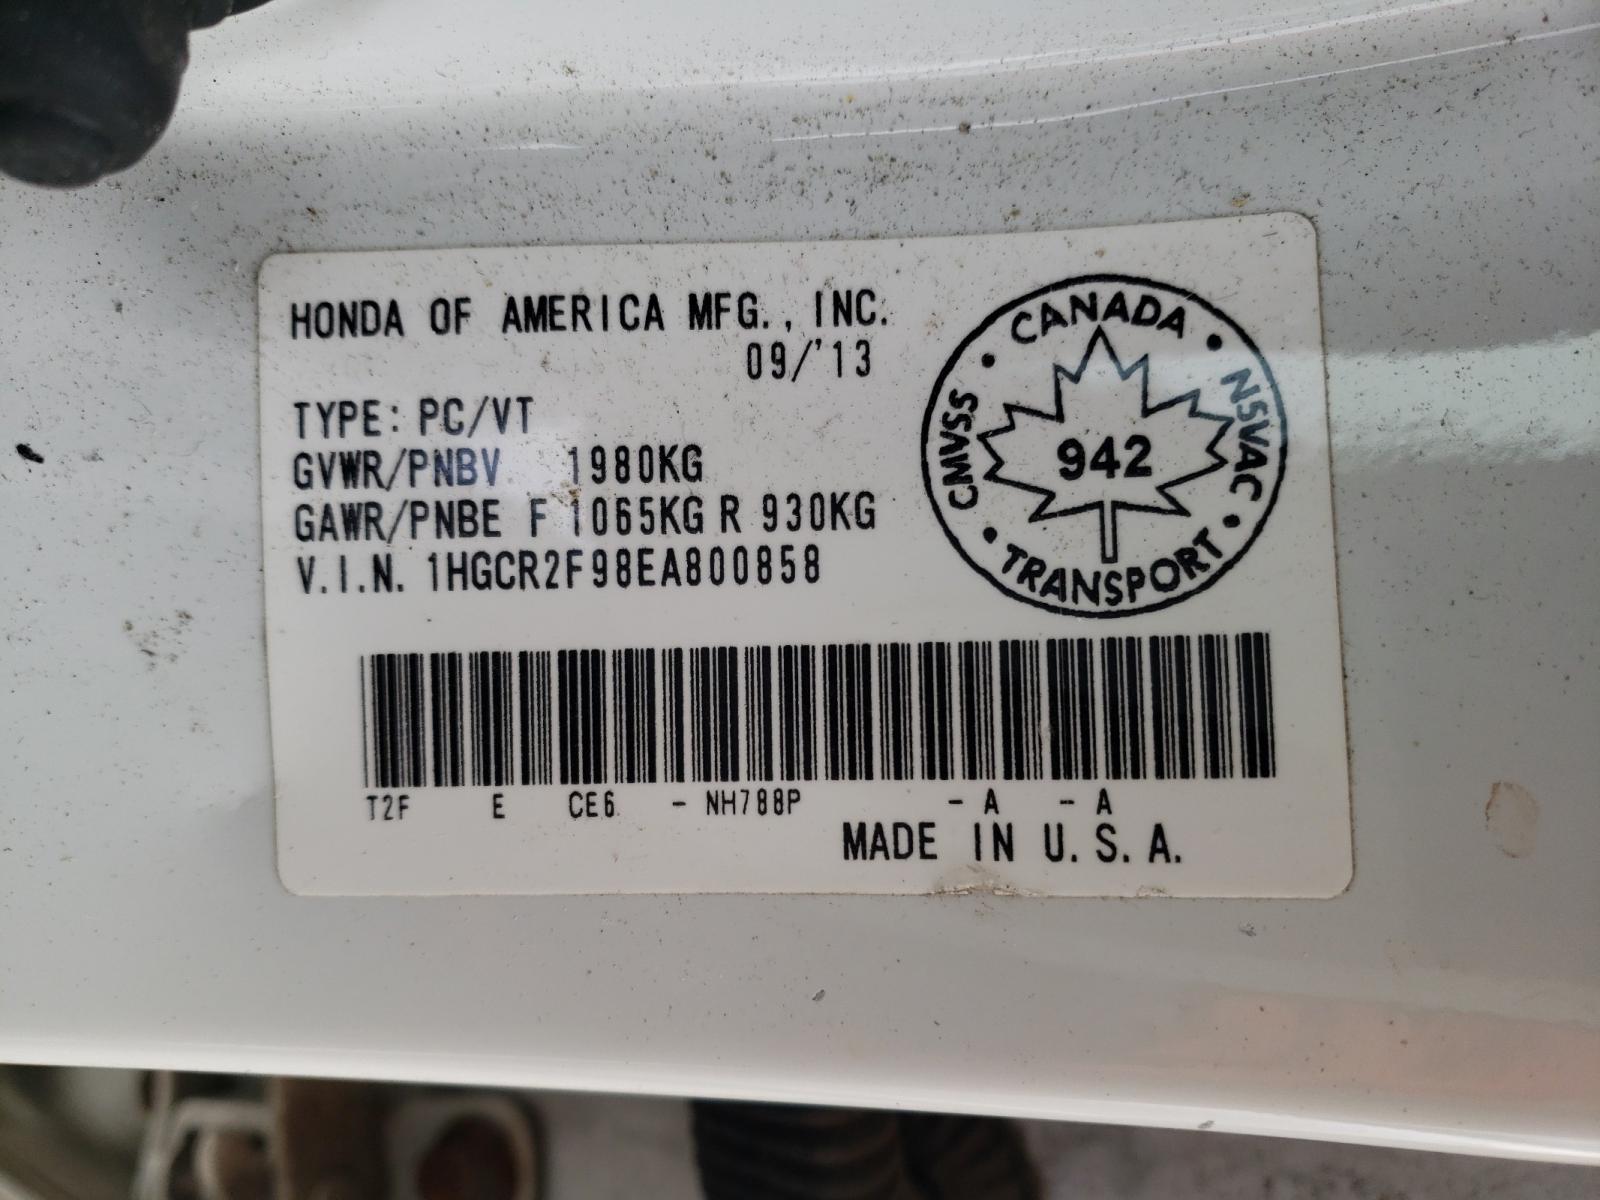 HONDA OF AMERICA MFG., INC.
09/'13
TYPE: PC/VT
GVWR/PNBV 1980KG
GAWR/PNBE F 1065KG R 930KG
V.I.N. 1HGCR2F98EA800858
CANADA
CMVSS
942
NSVAC
TRANSPORT
T2F E CE6 - NH788P - A - A
MADE IN U.S.A.